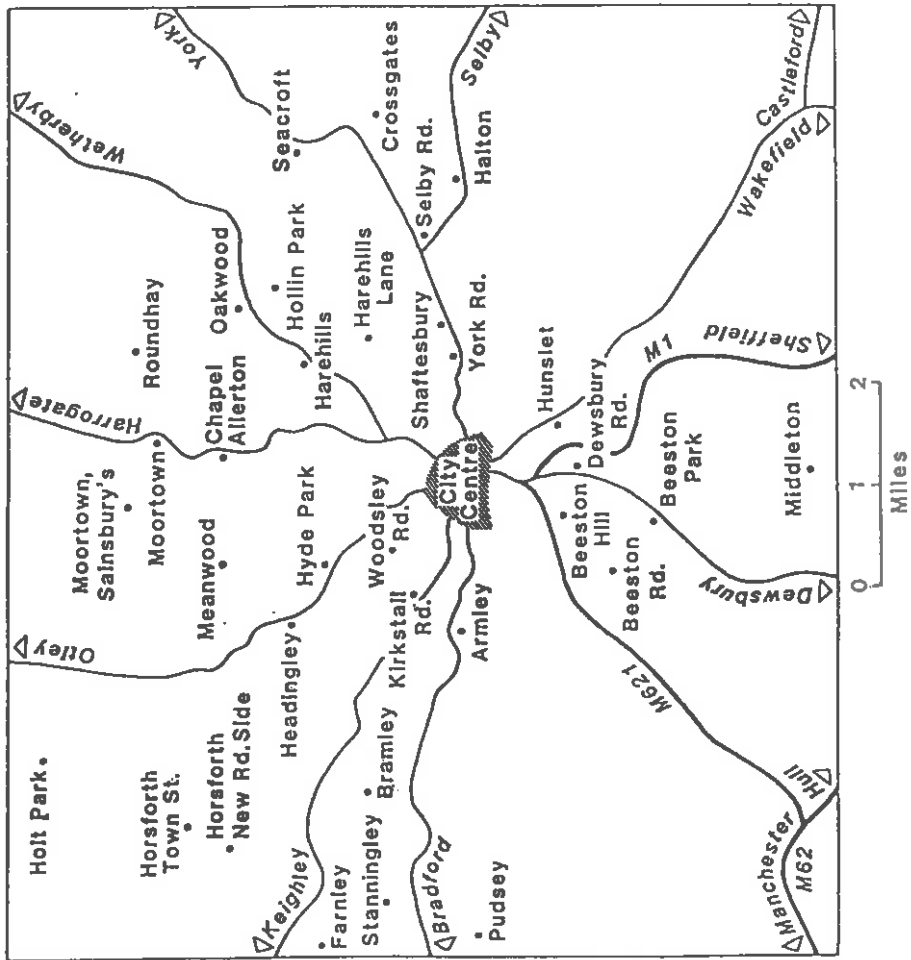 Holt Park
Otley
Moortown,
Sainsbury's
Harrogate
Wetherby
York
Horsforth
Town St.
Moortown
Roundhay
Horsforth
New Rd. Side
Meanwood
Chapel
Allerton
Oakwood
Seacroft
Hollin Park
Keighley
Headingley
Hyde Park
Harehills
Crossgates
Farnley
Stanningley
Bramley
Kirkstall
Rd.
Woodsley
Rd.
Harehills
Lane
Selby Rd.
Shaftesbury
Halton
Selby
Bradford
Pudsey
Armley
City
Centre
York Rd.
Hunslet
Beeston
Hill
Dewsbury
Rd.
M621
Beeston
Rd.
Beeston
Park
M1
Wakefield
Castleford
Manchester
M62
Hull
Dewsbury
Middleton
Sheffield
0 1 2
Miles